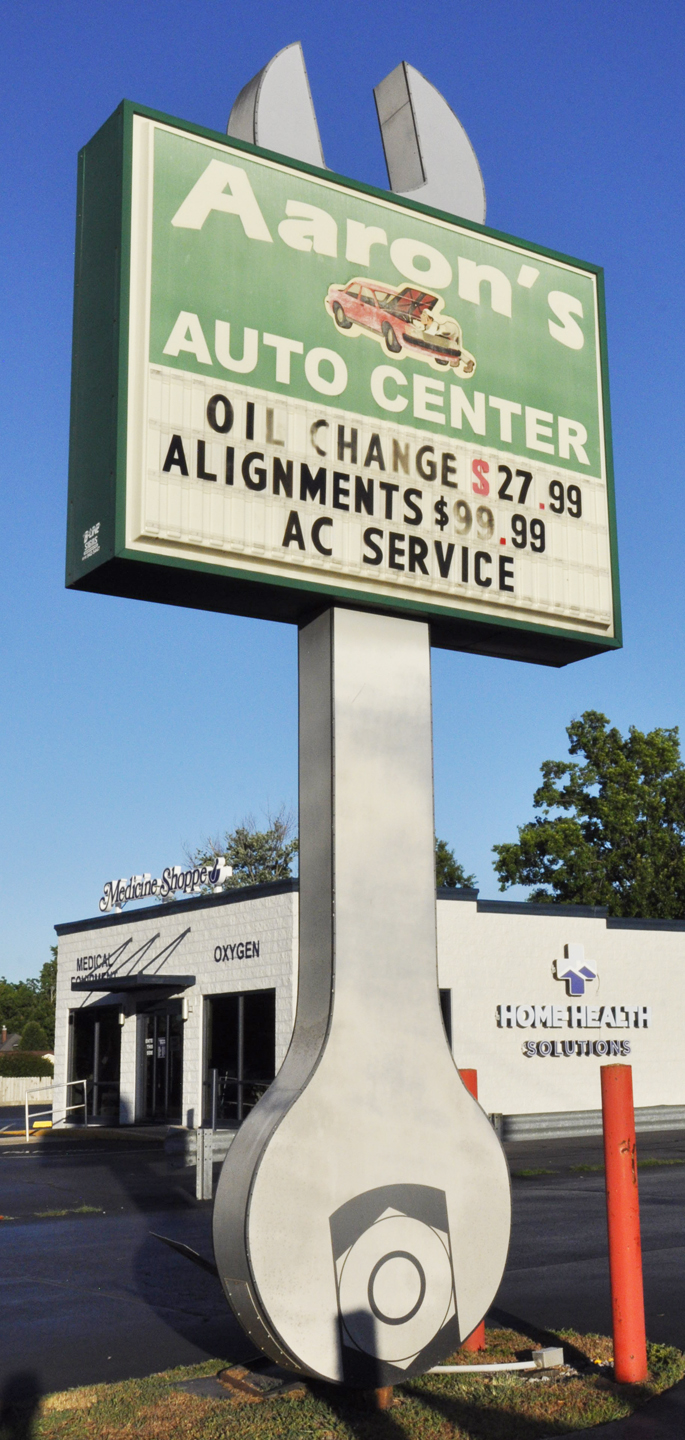 Aaron's
AUTO CENTER
OIL CHANGE $27.99
ALIGNMENTS $99.99
AC SERVICE
Medicine Shoppe
MEDICAL
EQUIPMENT
OXYGEN
HOME HEALTH
SOLUTIONS